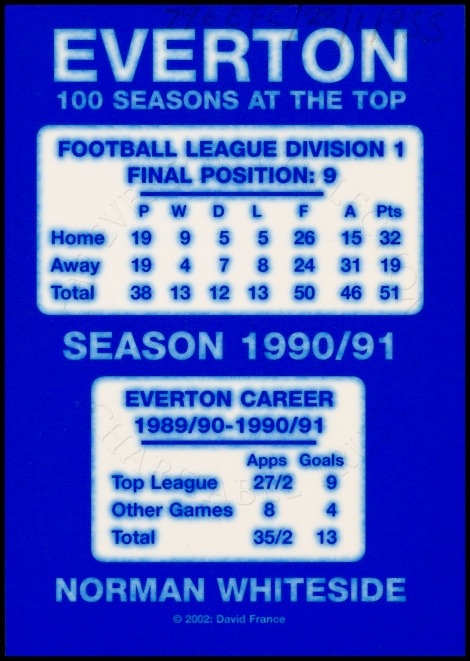 EVERTON
100 SEASONS AT THE TOP
FOOTBALL LEAGUE DIVISION 1
FINAL POSITION: 9
P W D L F A Pts
Home 19 9 5 5 26 15 32
Away 19 4 7 8 24 31 19
Total 38 13 12 13 50 46 51
SEASON 1990/91
EVERTON CAREER
1989/90-1990/91
Apps Goals
Top League 27/2 9
Other Games 8 4
Total 35/2 13
NORMAN WHITESIDE
© 2002: David France